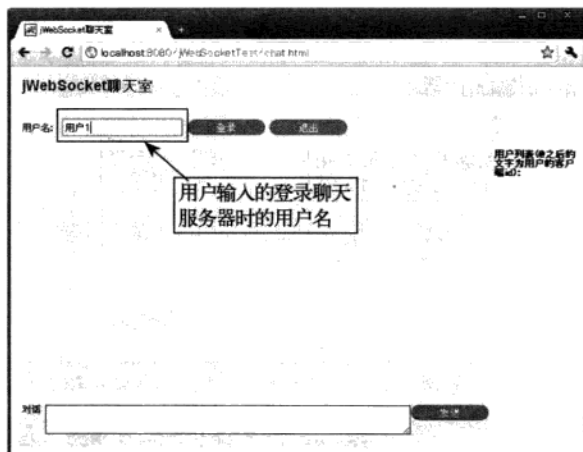 jWebSocket聊天室
localhost:8080/jWebSocketTest/chat.html
jWebSocket聊天室
用户名: 用户1 登录 退出
用户列表(@之后的
文字为用户的客户
端id):
用户输入的登录聊天
服务器时的用户名
对话 发送